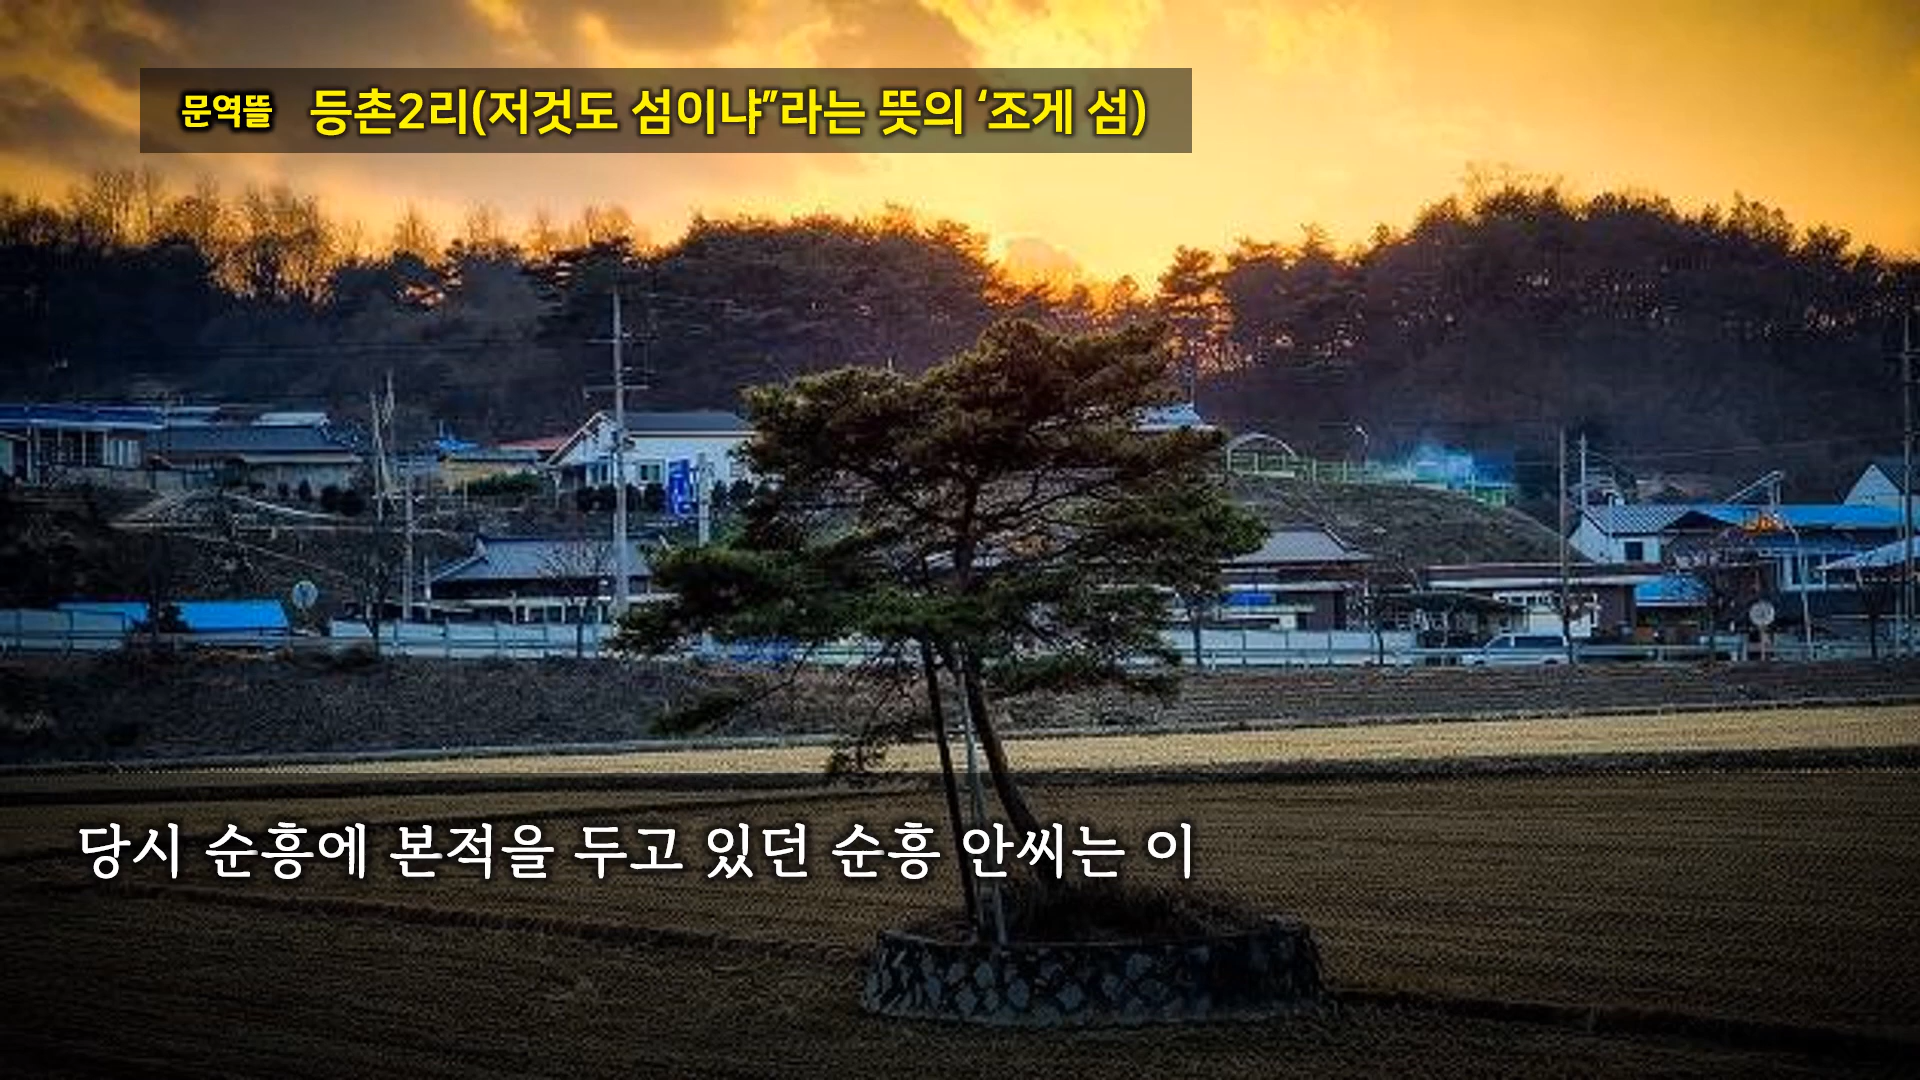 문역뜰 등촌2리(저것도 섬이냐”라는 뜻의 ‘조게 섬)
당시 순흥에 본적을 두고 있던 순흥 안씨는 이